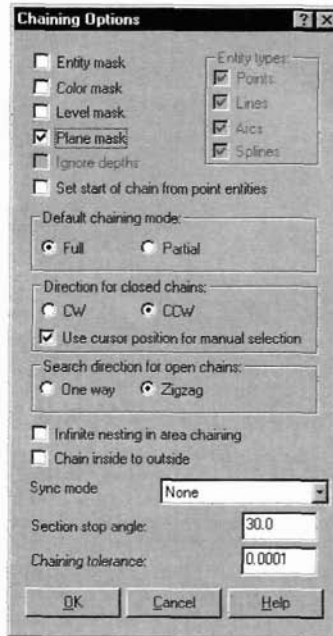 Chaining Options
Entity mask
Color mask
Level mask
Plane mask
Ignore depths
Entity types:
Points
Lines
Arcs
Splines
Set start of chain from point entities
Default chaining mode:
Full Partial
Direction for closed chains:
CW CCW
Use cursor position for manual selection
Search direction for open chains:
One way Zigzag
Infinite nesting in area chaining
Chain inside to outside
Sync mode None
Section stop angle: 30.0
Chaining tolerance: 0.0001
OK Cancel Help